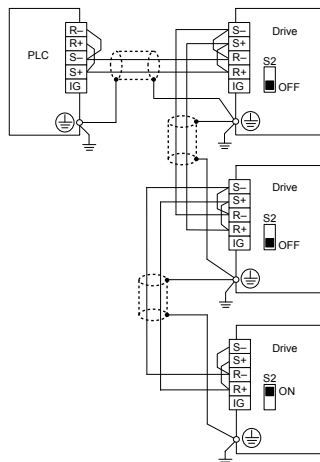 PLC
R–
R+
S–
S+
IG
S–
S+
R–
R+
IG
Drive
S2
OFF
S–
S+
R–
R+
IG
Drive
S2
OFF
S–
S+
R–
R+
IG
Drive
S2
ON